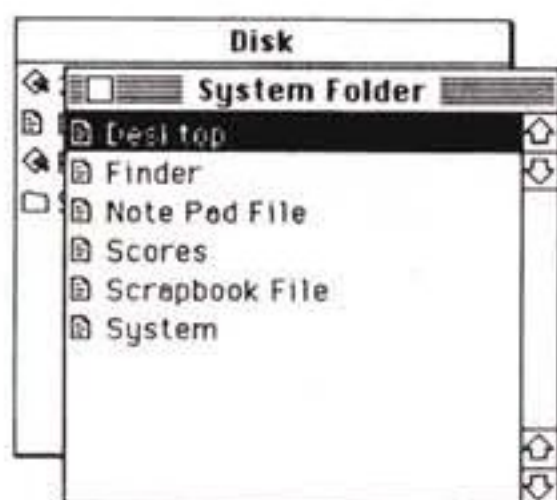 Disk
System Folder
Desktop
Finder
Note Pad File
Scores
Scrapbook File
System